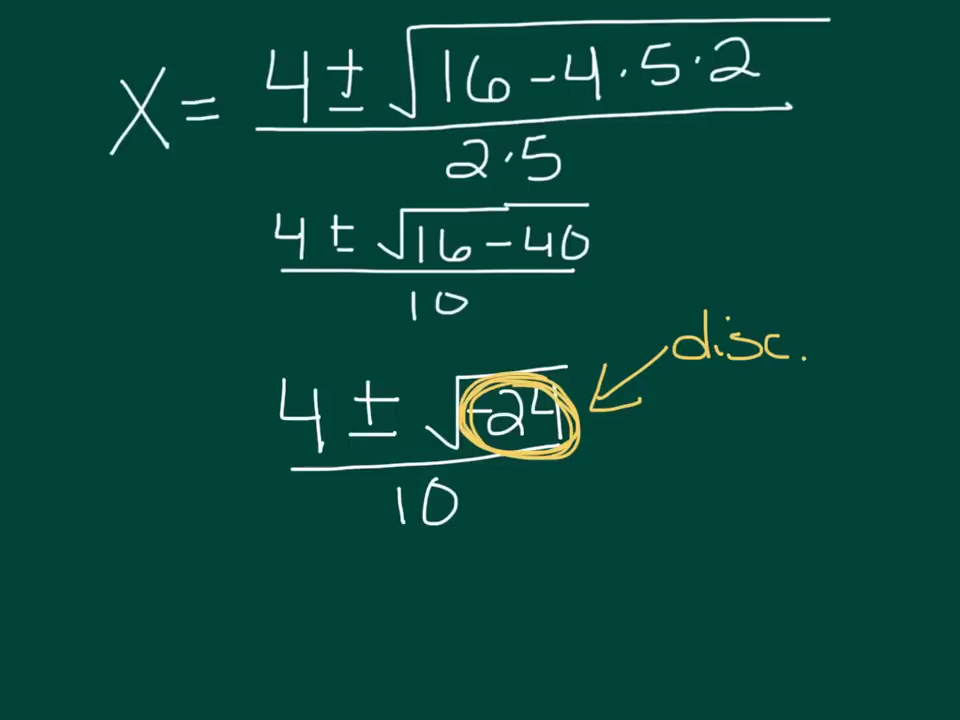 X = 4 ± √16 - 4 · 5 · 2
2 · 5
4 ± √16 - 40
10
disc.
4 ± √-24
10